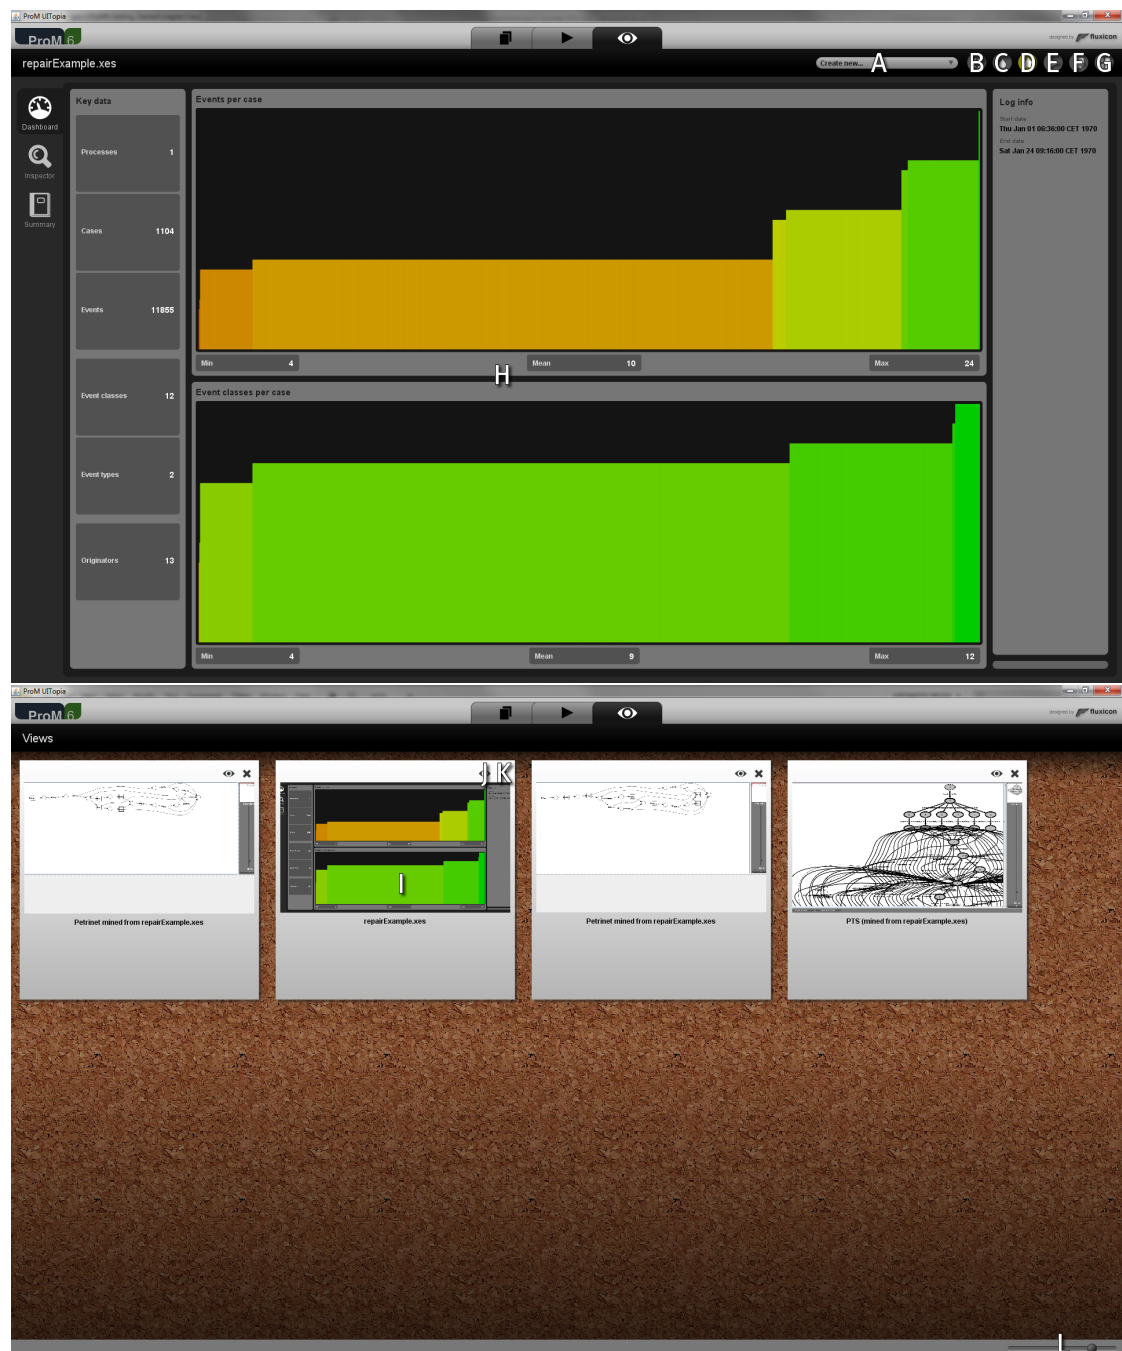 ProM UITopia
ProM 6
designed by fluxicon
repairExample.xes
Create new... A B C D E F G
Dashboard
Inspector
Summary
Key data
Processes 1
Cases 1104
Events 11855
Event classes 12
Event types 2
Originators 13
Events per case
Min 4 Mean 10 Max 24
H
Event classes per case
Min 4 Mean 9 Max 12
Log info
Start date
Thu Jan 01 06:36:00 CET 1970
End date
Sat Jan 24 09:16:00 CET 1970
ProM UITopia
ProM 6
designed by fluxicon
Views
J K
I
Petrinet mined from repairExample.xes
repairExample.xes
Petrinet mined from repairExample.xes
PTS (mined from repairExample.xes)